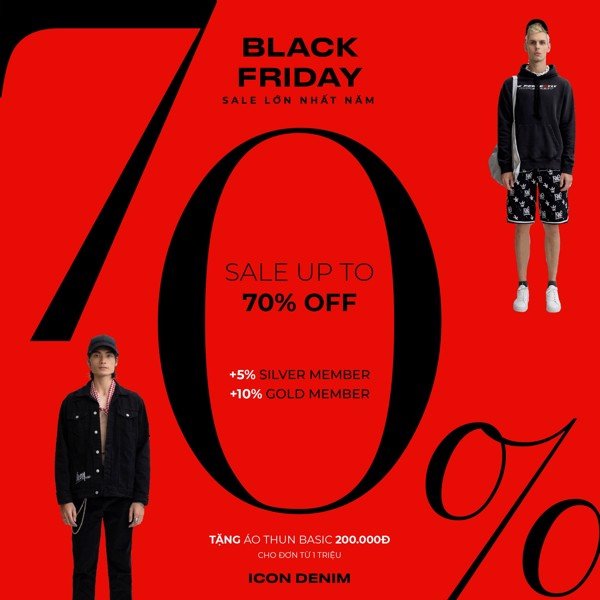 70%
BLACK
FRIDAY
SALE LỚN NHẤT NĂM
SALE UP TO
70% OFF
+5% SILVER MEMBER
+10% GOLD MEMBER
TẶNG ÁO THUN BASIC 200.000Đ
CHO ĐƠN TỪ 1 TRIỆU
ICON DENIM